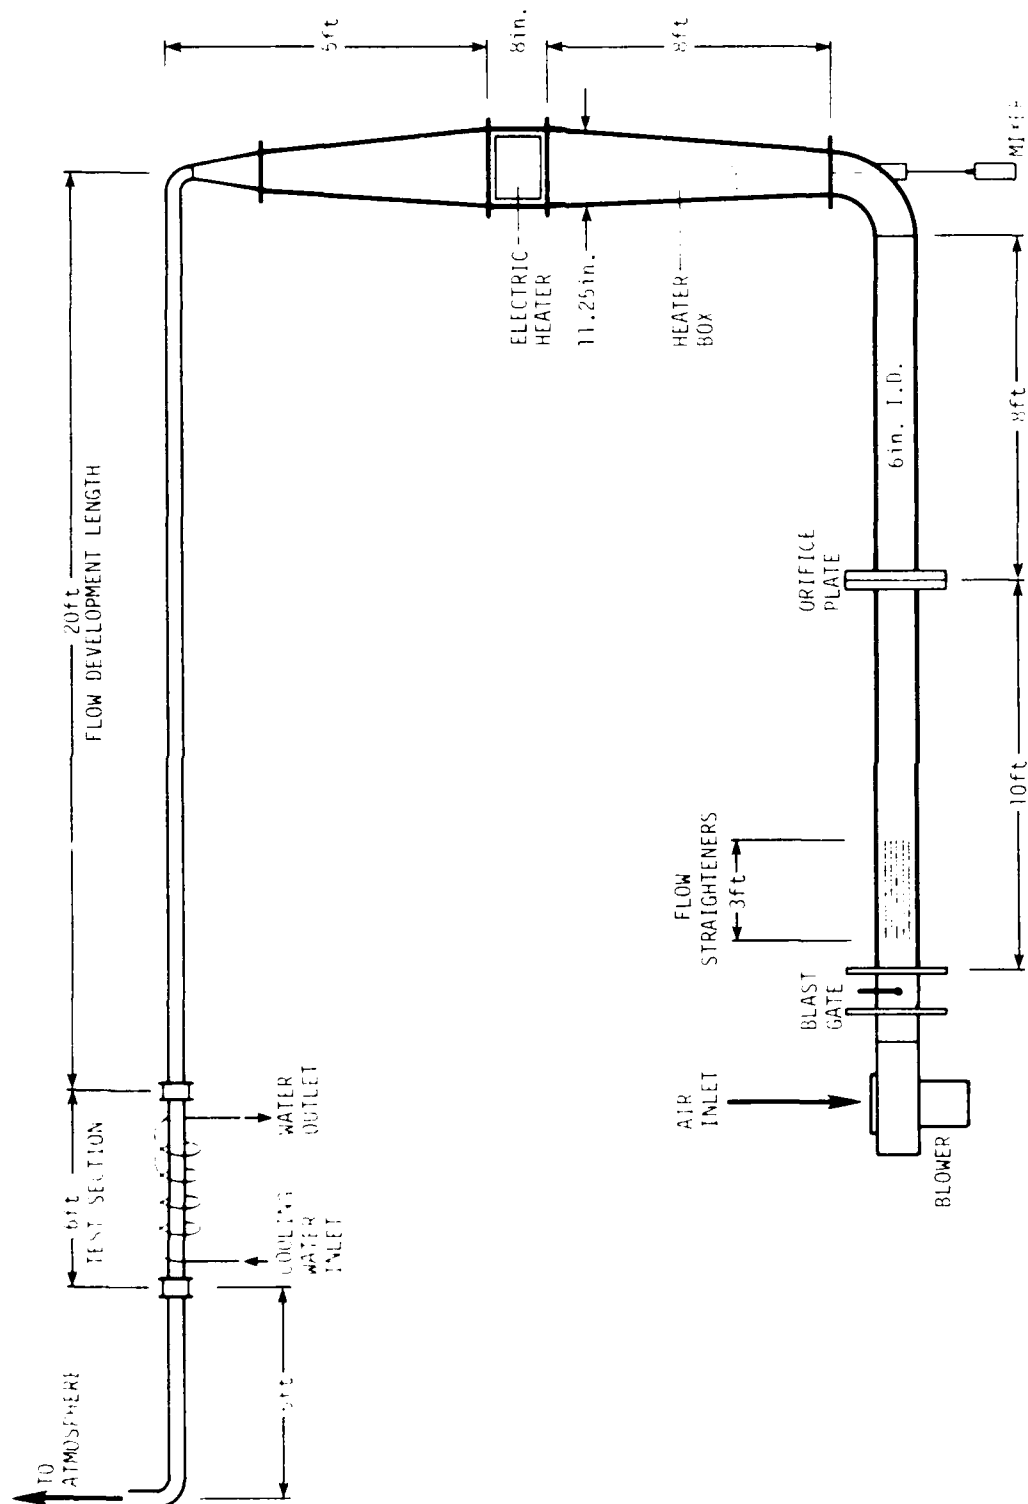 TO
ATMOSPHERE
6ft
TEST SECTION
COOLING
WATER
INLET
WATER
OUTLET
20ft
FLOW DEVELOPMENT LENGTH
8in.
8ft
ELECTRIC
HEATER
11.25in.
HEATER
BOX
AIR
INLET
BLOWER
BLAST
GATE
FLOW
STRAIGHTENERS
3ft
ORIFICE
PLATE
6in. I.D.
10ft
8ft